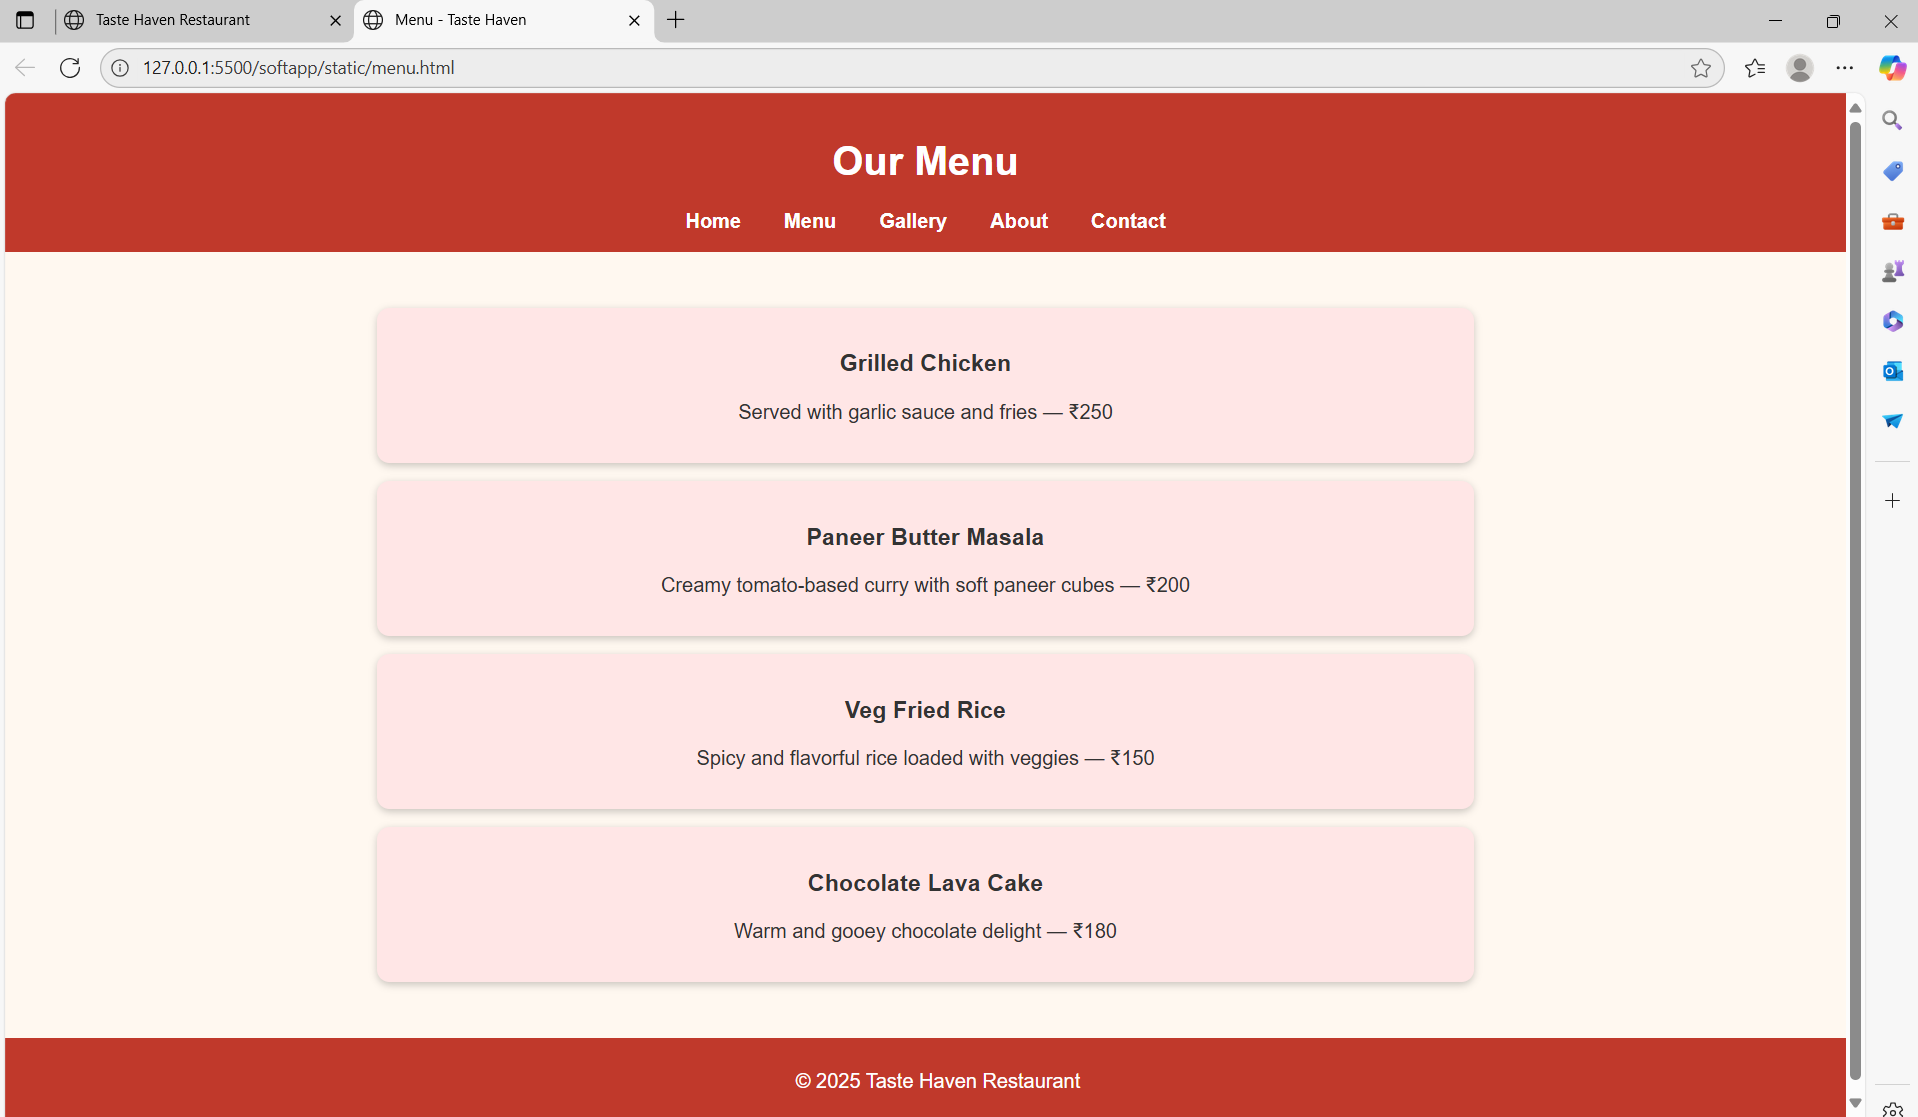 Taste Haven Restaurant
Menu - Taste Haven
127.0.0.1:5500/softapp/static/menu.html
Our Menu
Home Menu Gallery About Contact
Grilled Chicken
Served with garlic sauce and fries — ₹250
Paneer Butter Masala
Creamy tomato-based curry with soft paneer cubes — ₹200
Veg Fried Rice
Spicy and flavorful rice loaded with veggies — ₹150
Chocolate Lava Cake
Warm and gooey chocolate delight — ₹180
© 2025 Taste Haven Restaurant